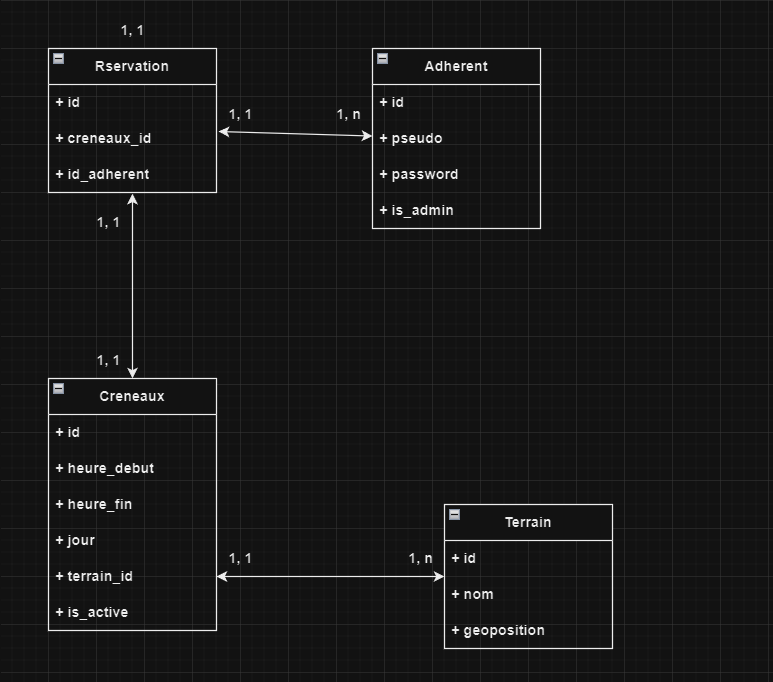 1, 1
Rservation
+ id
+ creneaux_id
+ id_adherent
1, 1
1, n
Adherent
+ id
+ pseudo
+ password
+ is_admin
1, 1
1, 1
Creneaux
+ id
+ heure_debut
+ heure_fin
+ jour
+ terrain_id
+ is_active
1, 1
1, n
Terrain
+ id
+ nom
+ geoposition